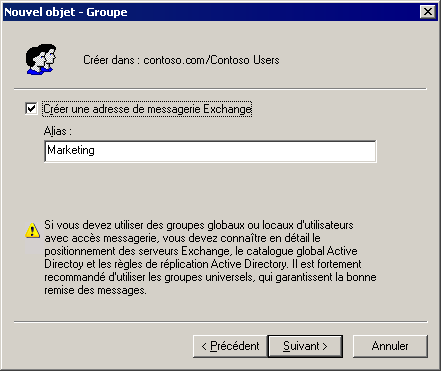 Nouvel objet - Groupe
Créer dans : contoso.com/Contoso Users
Créer une adresse de messagerie Exchange
Alias :
Marketing
Si vous devez utiliser des groupes globaux ou locaux d'utilisateurs
avec accès messagerie, vous devez connaître en détail le
positionnement des serveurs Exchange, le catalogue global Active
Directoy et les règles de réplication Active Directory. Il est fortement
recommandé d'utiliser les groupes universels, qui garantissent la bonne
remise des messages.
< Précédent
Suivant >
Annuler